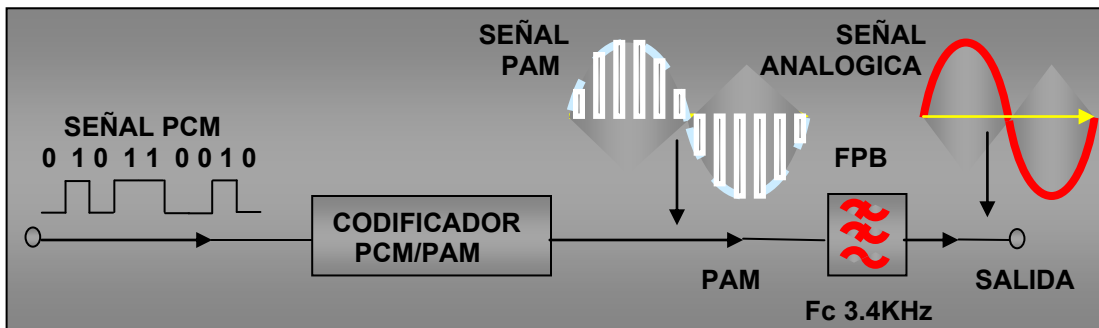 SEÑAL PCM
0 1 0 1 1 0 0 1 0
CODIFICADOR
PCM/PAM
SEÑAL
PAM
PAM
FPB
Fc 3.4KHz
SEÑAL
ANALOGICA
SALIDA